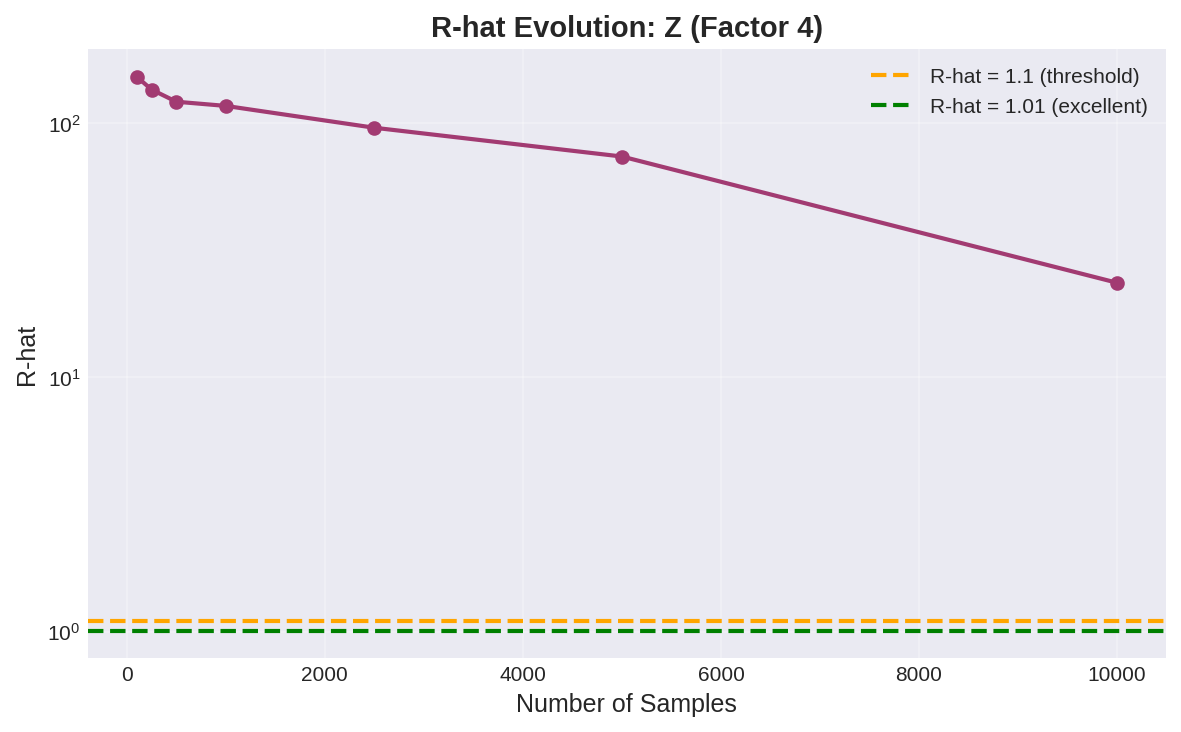 R-hat Evolution: Z (Factor 4)
R-hat = 1.1 (threshold)
R-hat = 1.01 (excellent)
10²
10¹
10⁰
R-hat
0 2000 4000 6000 8000 10000
Number of Samples